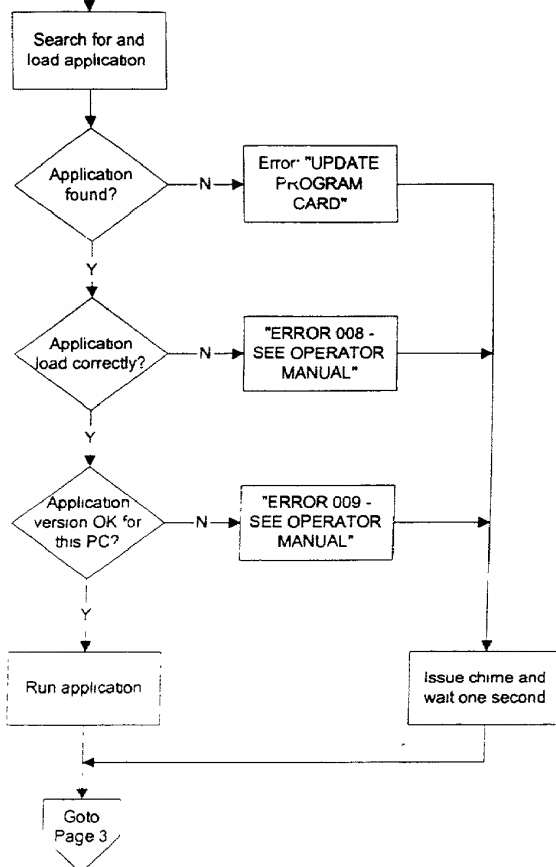 Search for and
load application
Application
found?
N
Error: "UPDATE
PROGRAM
CARD"
Y
Application
load correctly?
N
"ERROR 008 -
SEE OPERATOR
MANUAL"
Y
Application
version OK for
this PC?
N
"ERROR 009 -
SEE OPERATOR
MANUAL"
Y
Run application
Issue chime and
wait one second
Goto
Page 3